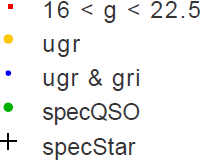 16 < g < 22.5
ugr
ugr & gri
specQSO
specStar